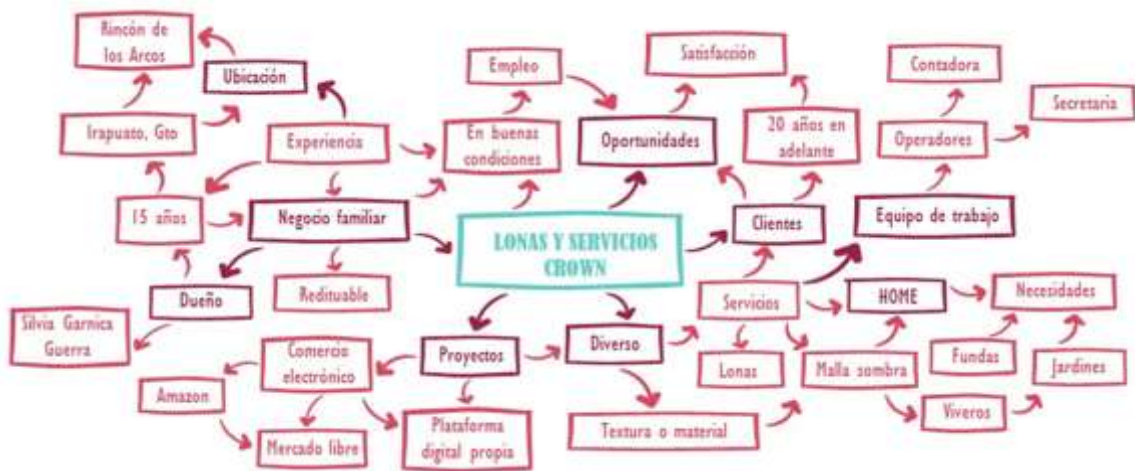 Rincón de
los Arcos
Ubicación
Empleo
Satisfacción
Contadora
Secretaria
Irapuato, Gto
Experiencia
En buenas
condiciones
Oportunidades
20 años en
adelante
Operadores
15 años
Negocio familiar
LONAS Y SERVICIOS
CROWN
Clientes
Equipo de trabajo
Dueño
Redituable
Servicios
HOME
Necesidades
Silvia Garnica
Guerra
Comercio
electrónico
Proyectos
Diverso
Lonas
Malla sombra
Fundas
Jardines
Amazon
Mercado libre
Plataforma
digital propia
Textura o material
Viveros